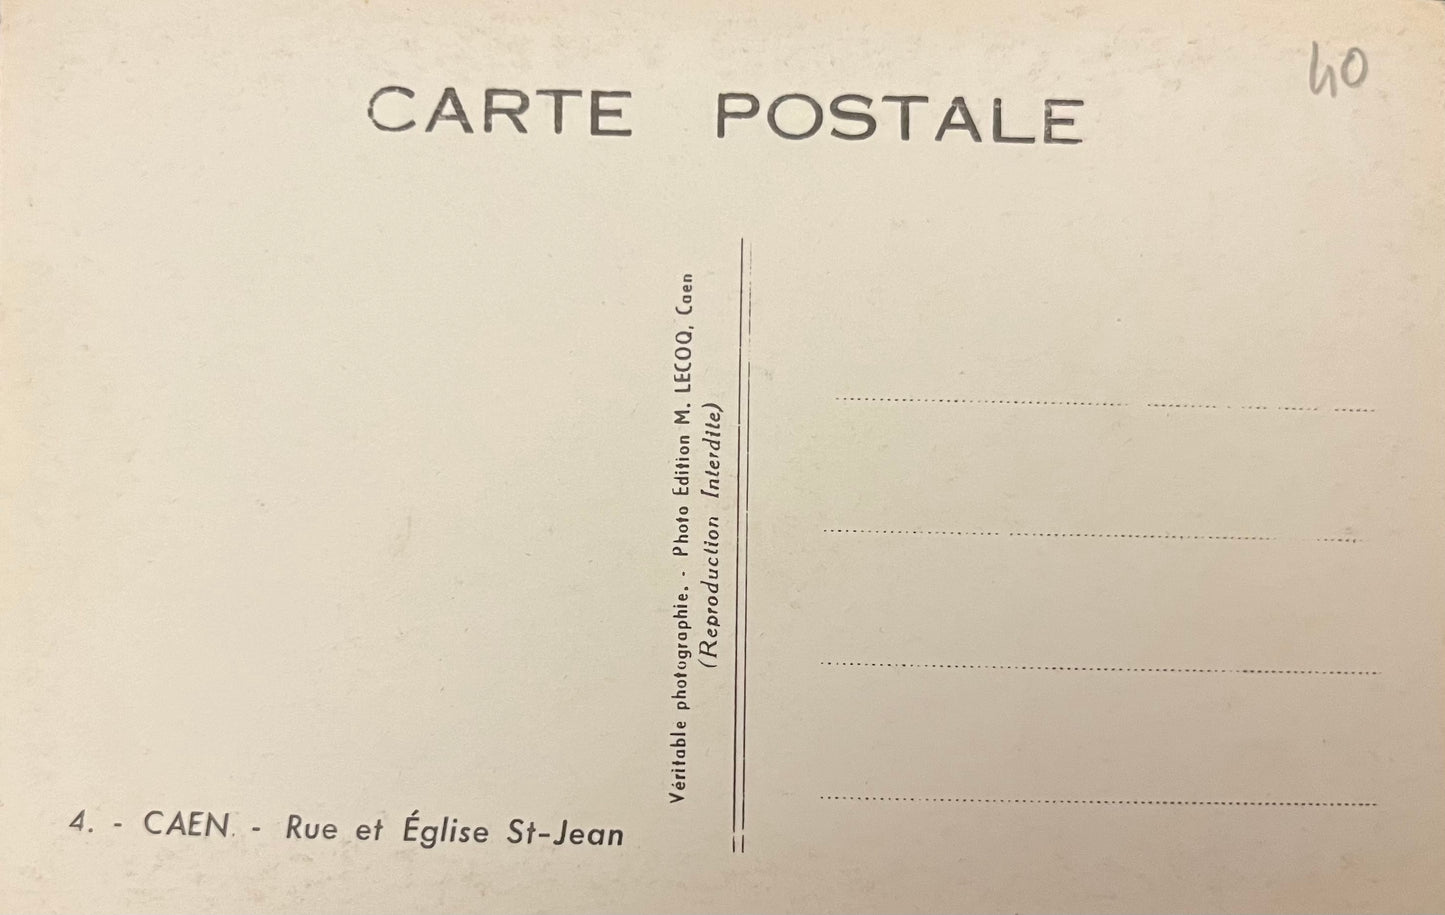 40
CARTE POSTALE
Véritable photographie. - Photo Edition M. LECOQ, Caen
(Reproduction Interdite)
4. - CAEN. - Rue et Église St-Jean